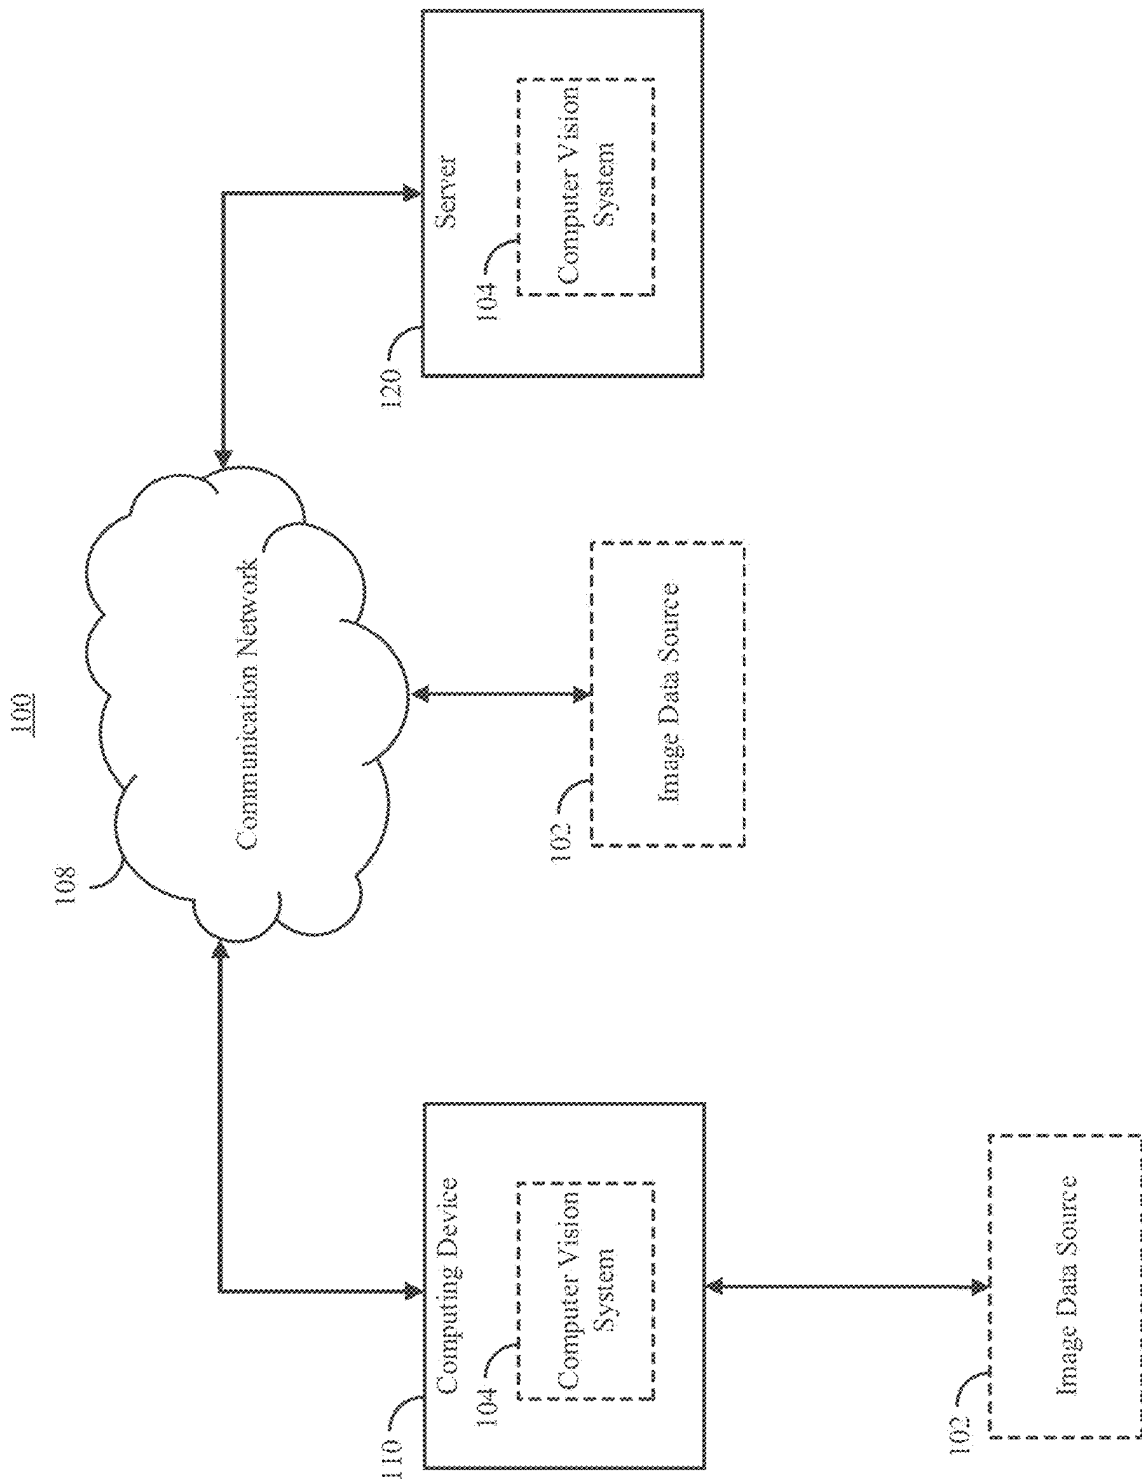 100
108
Communication Network
110
Computing Device
104
Computer Vision
System
102
Image Data Source
120
Server
104
Computer Vision
System
102
Image Data Source